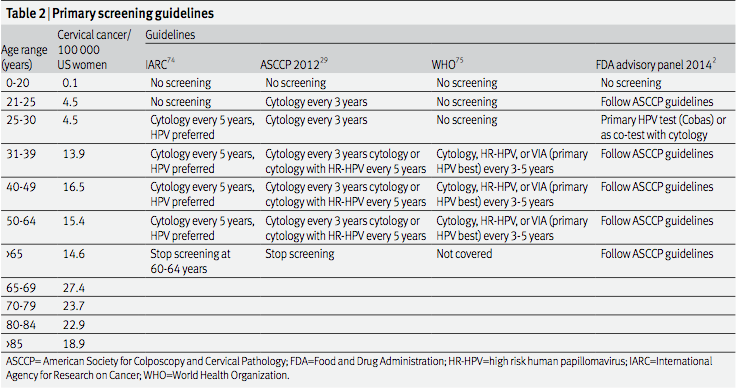 Table 2 | Primary screening guidelines
Age range (years) Cervical cancer/ 100 000 US women Guidelines
IARC74 ASCCP 201229 WHO75 FDA advisory panel 20142
0-20 0.1 No screening No screening No screening No screening
21-25 4.5 No screening Cytology every 3 years No screening Follow ASCCP guidelines
25-30 4.5 Cytology every 5 years, HPV preferred Cytology every 3 years No screening Primary HPV test (Cobas) or as co-test with cytology
31-39 13.9 Cytology every 5 years, HPV preferred Cytology every 3 years cytology or cytology with HR-HPV every 5 years Cytology, HR-HPV, or VIA (primary HPV best) every 3-5 years Follow ASCCP guidelines
40-49 16.5 Cytology every 5 years, HPV preferred Cytology every 3 years cytology or cytology with HR-HPV every 5 years Cytology, HR-HPV, or VIA (primary HPV best) every 3-5 years Follow ASCCP guidelines
50-64 15.4 Cytology every 5 years, HPV preferred Cytology every 3 years cytology or cytology with HR-HPV every 5 years Cytology, HR-HPV, or VIA (primary HPV best) every 3-5 years Follow ASCCP guidelines
>65 14.6 Stop screening at 60-64 years Stop screening Not covered Follow ASCCP guidelines
65-69 27.4
70-79 23.7
80-84 22.9
>85 18.9
ASCCP= American Society for Colposcopy and Cervical Pathology; FDA=Food and Drug Administration; HR-HPV=high risk human papillomavirus; IARC=International
Agency for Research on Cancer; WHO=World Health Organization.